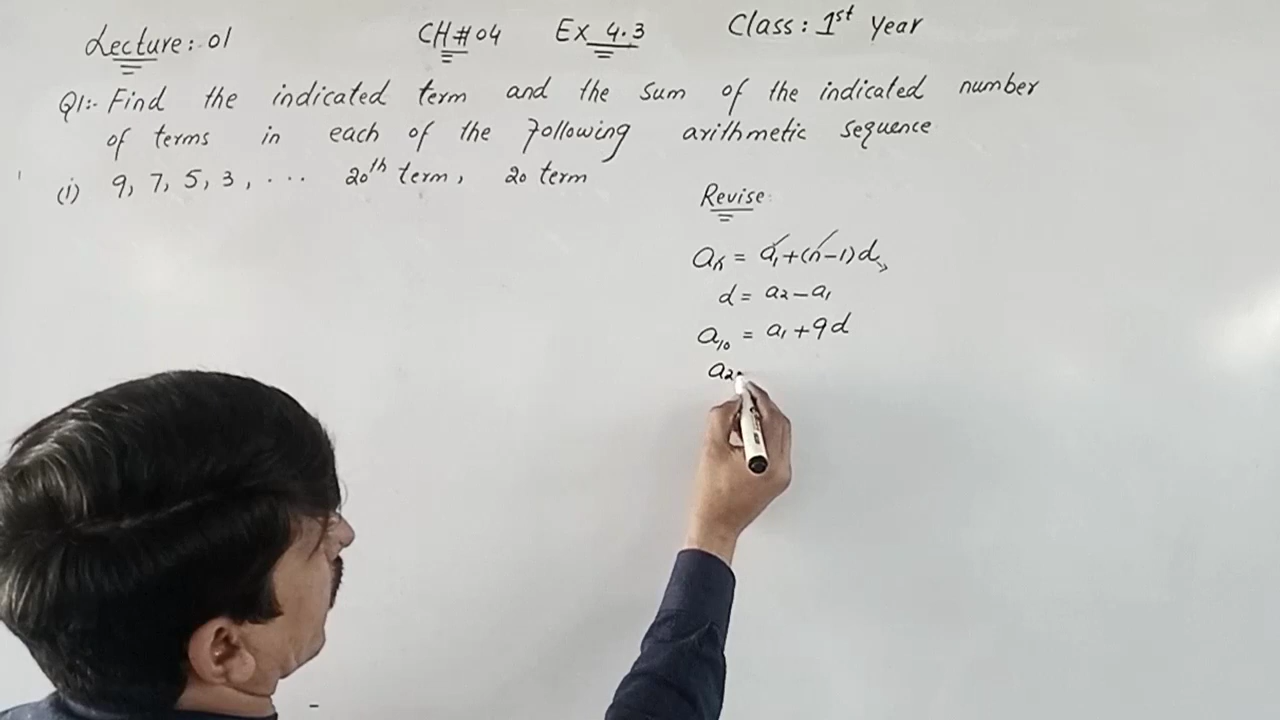 Lecture: 01 CH#04 Ex 4.3 Class: 1st Year
Q1:- Find the indicated term and the sum of the indicated number
of terms in each of the following arithmetic sequence
(i) 9, 7, 5, 3, ... 20th term, 20 term
Revise:
an = a1+(n-1)d
d = a2-a1
a10 = a1+9d
a2